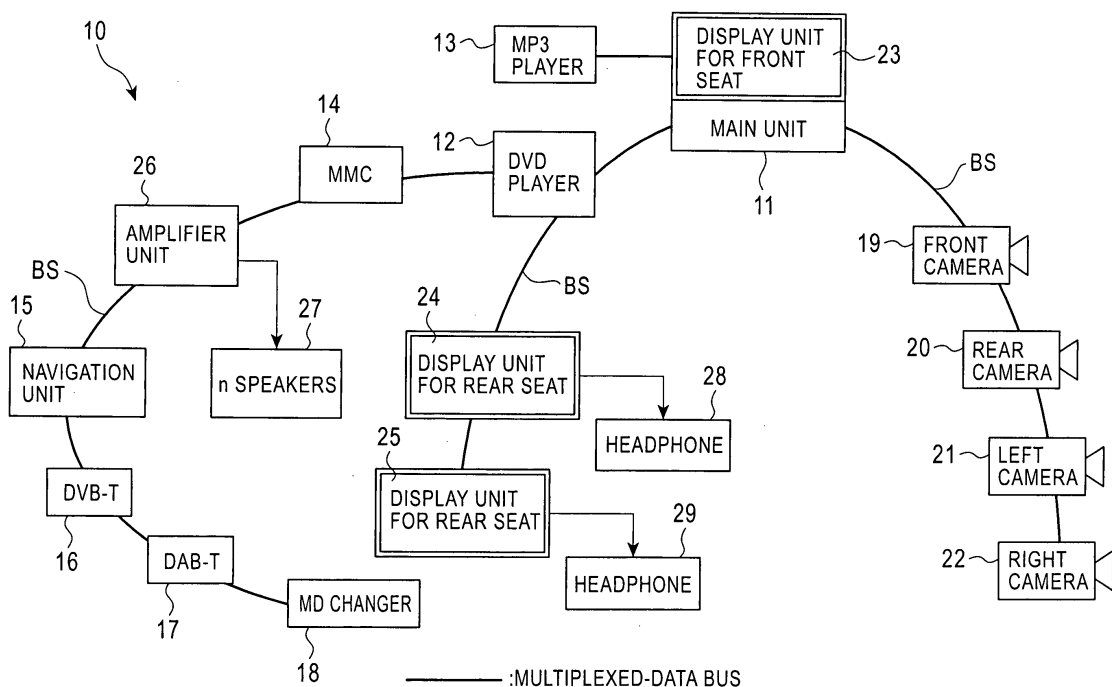 10
13
MP3
PLAYER
DISPLAY UNIT
FOR FRONT
SEAT
23
MAIN UNIT
11
14
MMC
12
DVD
PLAYER
BS
26
AMPLIFIER
UNIT
BS
19
FRONT
CAMERA
BS
15
NAVIGATION
UNIT
27
n SPEAKERS
24
DISPLAY UNIT
FOR REAR SEAT
20
REAR
CAMERA
28
HEADPHONE
25
DISPLAY UNIT
FOR REAR SEAT
21
LEFT
CAMERA
DVB-T
16
29
HEADPHONE
22
RIGHT
CAMERA
DAB-T
17
MD CHANGER
18
:MULTIPLEXED-DATA BUS